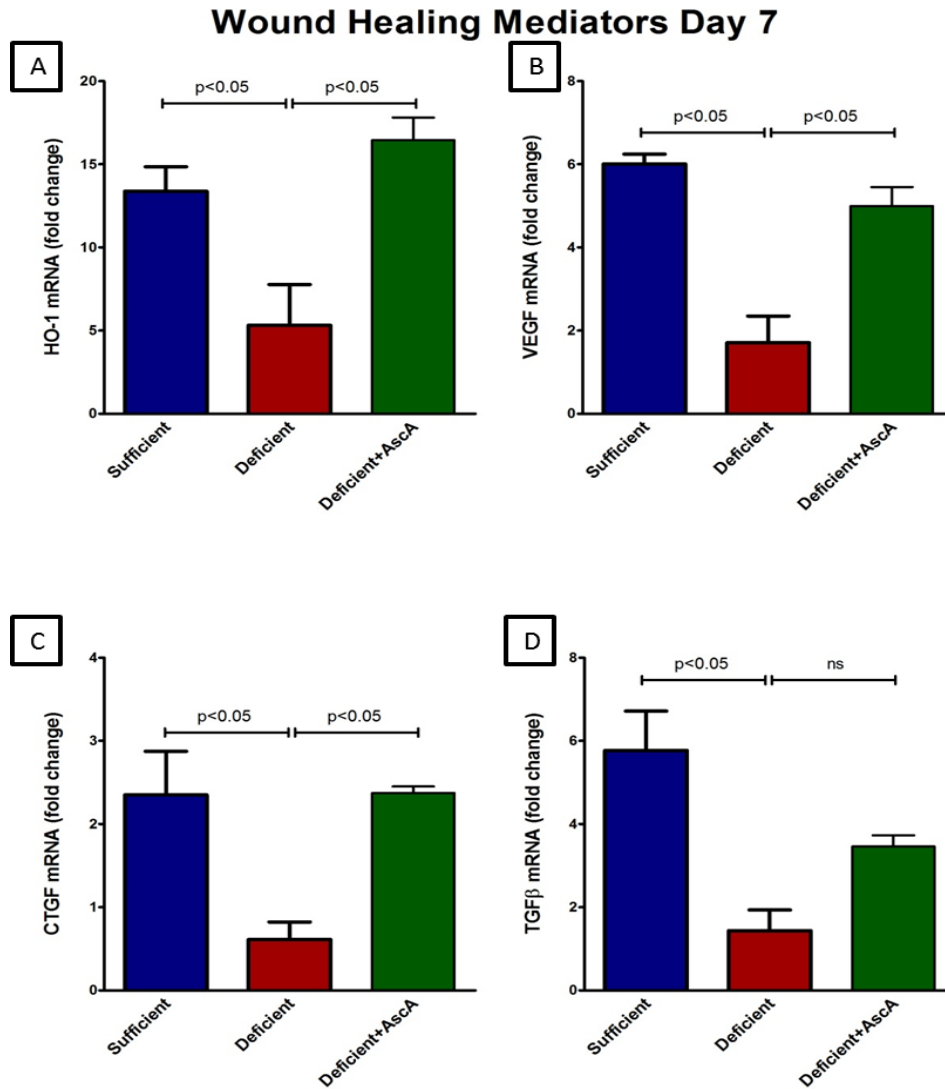 Wound Healing Mediators Day 7
A
HO-1 mRNA (fold change)
20
15
10
5
0
p<0.05
p<0.05
Sufficient
Deficient
Deficient+AscA
B
VEGF mRNA (fold change)
8
6
4
2
0
p<0.05
p<0.05
Sufficient
Deficient
Deficient+AscA
C
CTGF mRNA (fold change)
4
3
2
1
0
p<0.05
p<0.05
Sufficient
Deficient
Deficient+AscA
D
TGFβ mRNA (fold change)
8
6
4
2
0
p<0.05
ns
Sufficient
Deficient
Deficient+AscA